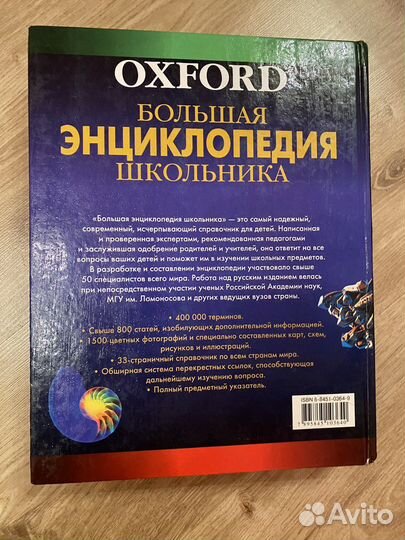 OXFORD
БОЛЬШАЯ
ЭНЦИКЛОПЕДИЯ
ШКОЛЬНИКА
«Большая энциклопедия школьника» — это самый надежный,
современный, исчерпывающий справочник для детей. Написанная
и проверенная экспертами, рекомендованная педагогами
и заслужившая одобрение родителей и учителей, она ответит на все
вопросы ваших детей и поможет им в изучении школьных предметов.
В разработке и составлении энциклопедии участвовало свыше
50 специалистов всего мира. Работа над русским изданием велась
при непосредственном участии ученых Российской Академии наук,
МГУ им. Ломоносова и других ведущих вузов страны.
• 400 000 терминов.
• Свыше 800 статей, изобилующих дополнительной информацией.
• 1500 цветных фотографий и специально составленных карт, схем,
рисунков и иллюстраций.
• 33-страничный справочник по всем странам мира.
• Обширная система перекрестных ссылок, способствующая
дальнейшему изучению вопроса.
• Полный предметный указатель.
ISBN 5-8451-0364-9
Avito